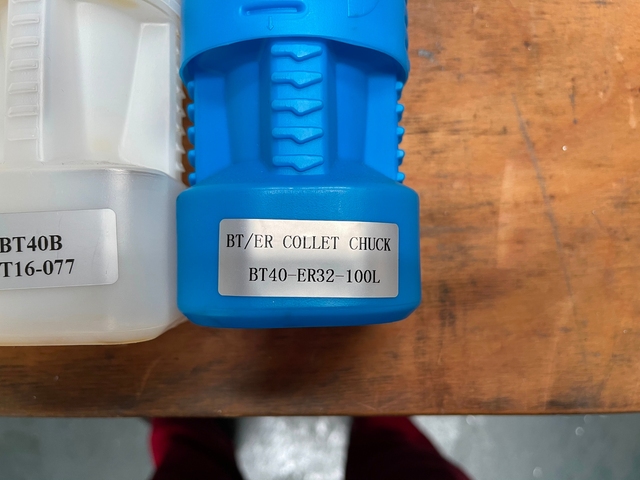 BT40B
T16-077
BT/ER COLLET CHUCK
BT40-ER32-100L